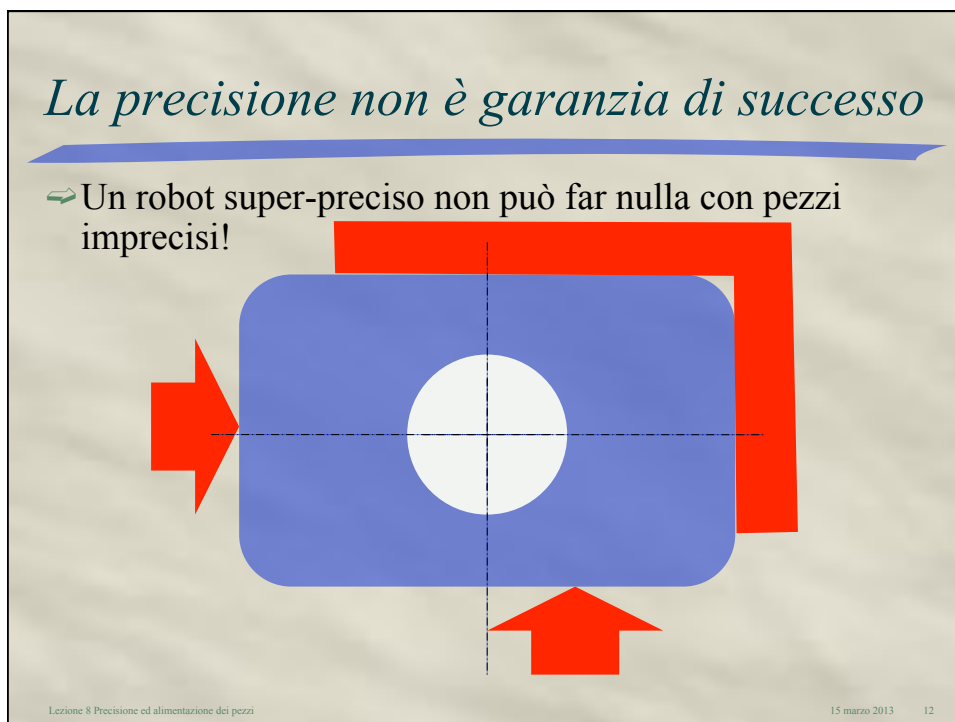 La precisione non è garanzia di successo
Un robot super-preciso non può far nulla con pezzi
imprecisi!
Lezione 8 Precisione ed alimentazione dei pezzi
15 marzo 2013
12